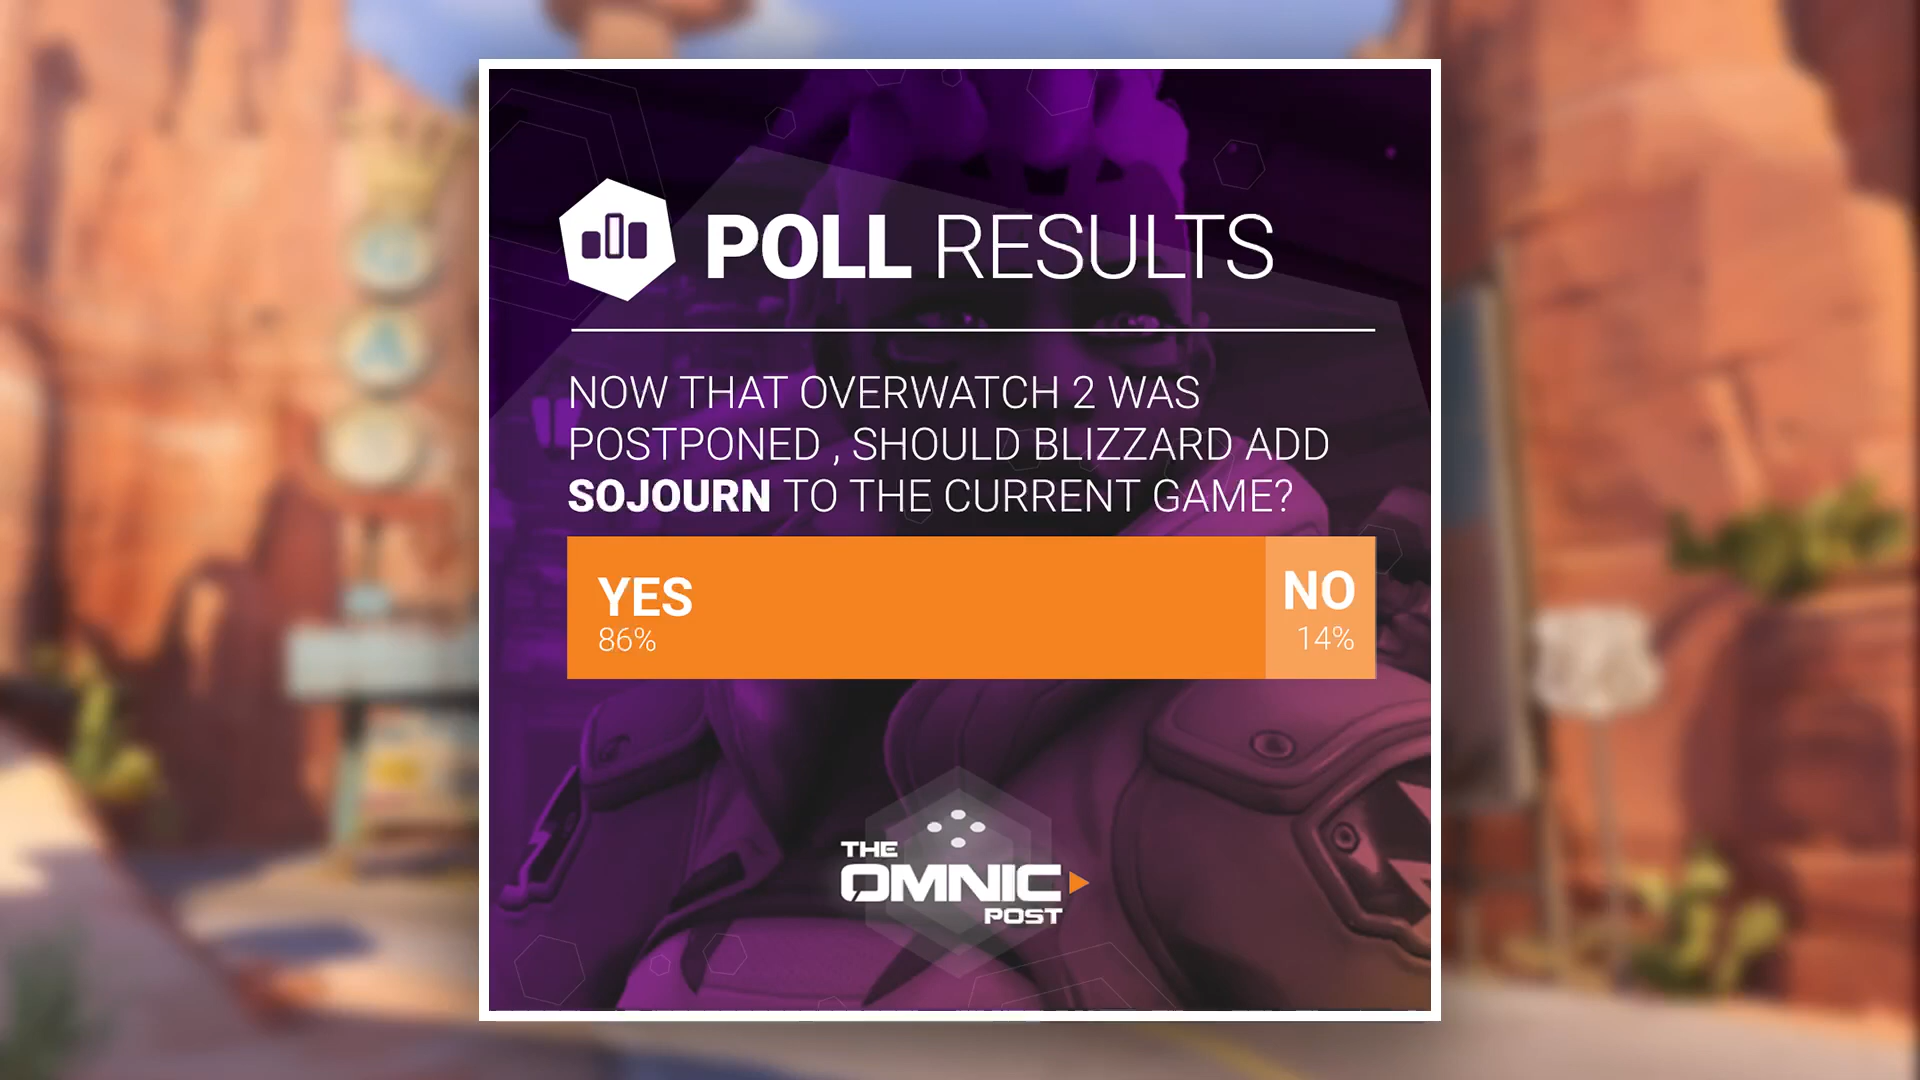 POLL RESULTS
NOW THAT OVERWATCH 2 WAS
POSTPONED , SHOULD BLIZZARD ADD
SOJOURN TO THE CURRENT GAME?
YES
86%
NO
14%
THE
OMNIC
POST